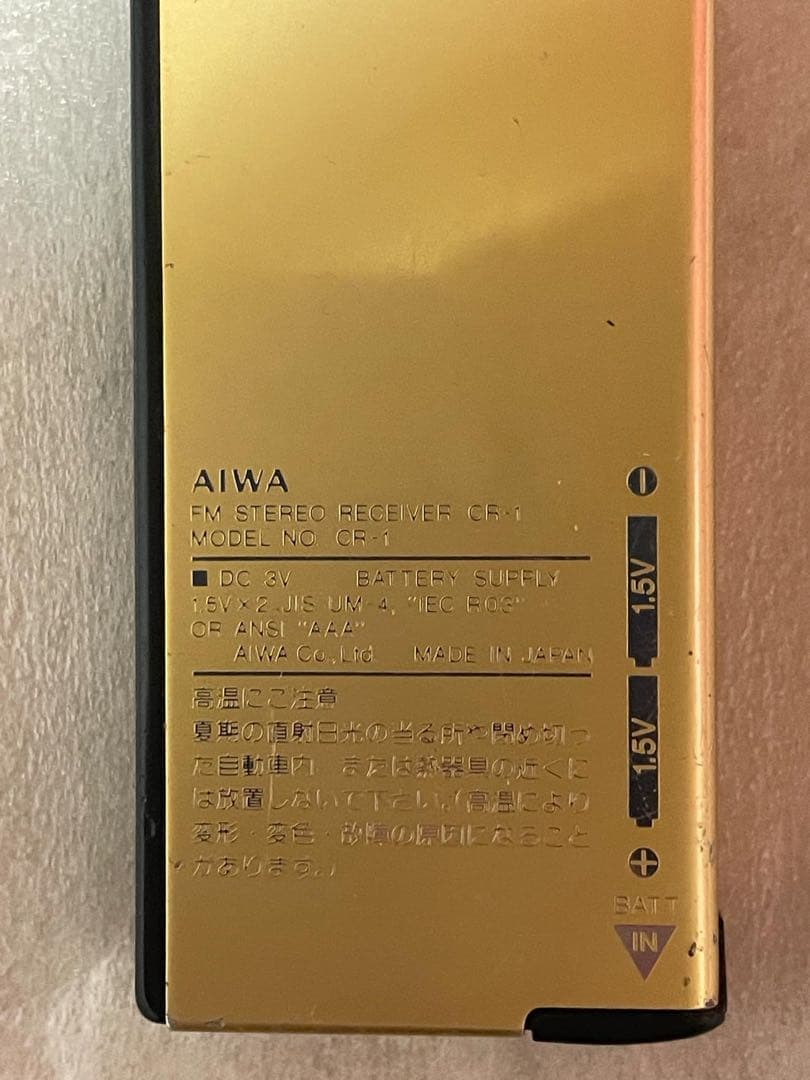 AIWA
FM STEREO RECEIVER CR-1
MODEL NO. CR-1
■ DC 3V BATTERY SUPPLY
1.5V×2 JIS UM-4, "IEC R03"
OR ANSI "AAA"
AIWA Co., Ltd. MADE IN JAPAN
高温にご注意
夏期の直射日光の当る所や閉め切っ
た自動車内、または熱器具の近くに
は放置しないで下さい。(高温により
変形・変色・故障の原因になること
があります。)
⊖
1.5V
1.5V
⊕
BATT
IN